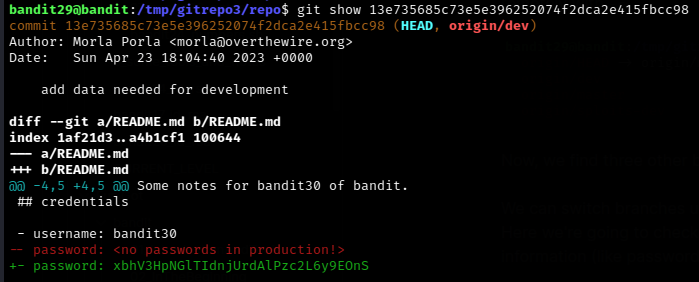 bandit29@bandit:/tmp/gitrepo3/repo$ git show 13e735685c73e5e396252074f2dca2e415fbcc98
commit 13e735685c73e5e396252074f2dca2e415fbcc98 (HEAD, origin/dev)
Author: Morla Porla <morla@overthewire.org>
Date:   Sun Apr 23 18:04:40 2023 +0000

    add data needed for development

diff --git a/README.md b/README.md
index 1af21d3..a4b1cf1 100644
--- a/README.md
+++ b/README.md
@@ -4,5 +4,5 @@ Some notes for bandit30 of bandit.
 ## credentials

 - username: bandit30
-- password: <no passwords in production!>
+- password: xbhV3HpNGlTIdnjUrdAlPzc2L6y9EOnS